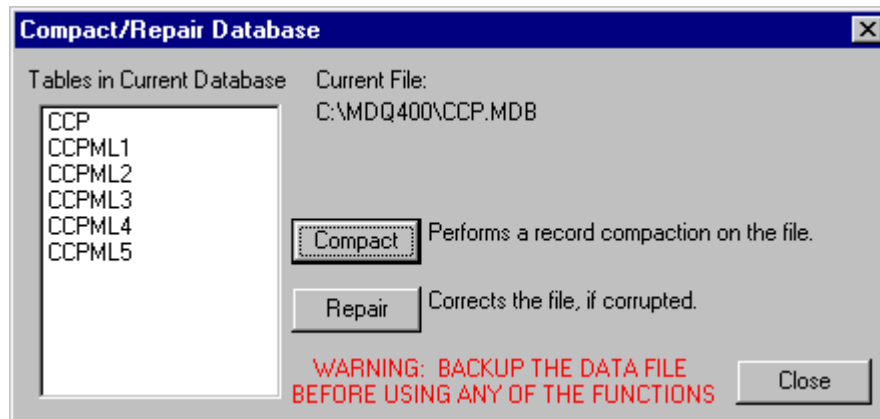 Compact/Repair Database
Tables in Current Database
CCP
CCPML1
CCPML2
CCPML3
CCPML4
CCPML5
Current File:
C:\MDQ400\CCP.MDB
Compact
Performs a record compaction on the file.
Repair
Corrects the file, if corrupted.
WARNING: BACKUP THE DATA FILE
BEFORE USING ANY OF THE FUNCTIONS
Close